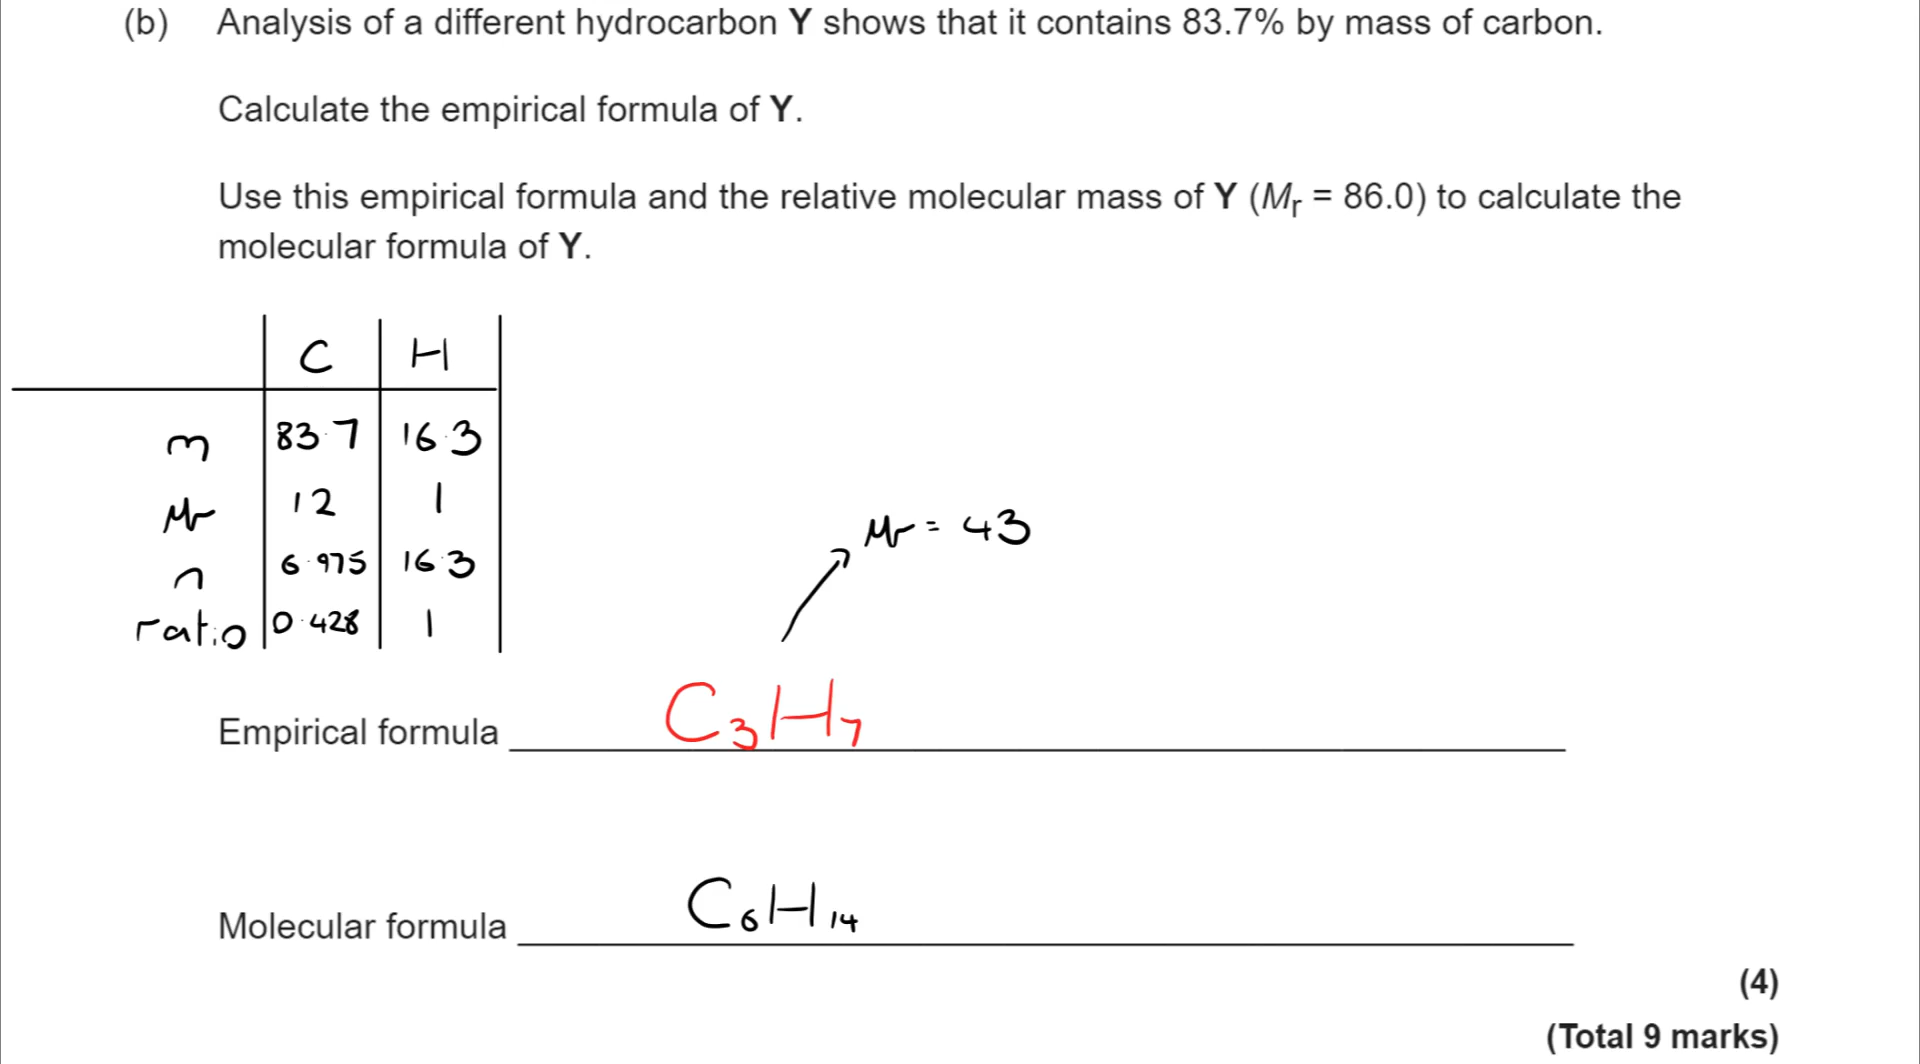 (b) Analysis of a different hydrocarbon Y shows that it contains 83.7% by mass of carbon.
Calculate the empirical formula of Y.
Use this empirical formula and the relative molecular mass of Y (Mr = 86.0) to calculate the
molecular formula of Y.
C H
m 83.7 16.3
Mr 12 1
n 6.975 16.3
ratio 0.428 1
Mr = 43
Empirical formula C3H7
Molecular formula C6H14
(4)
(Total 9 marks)